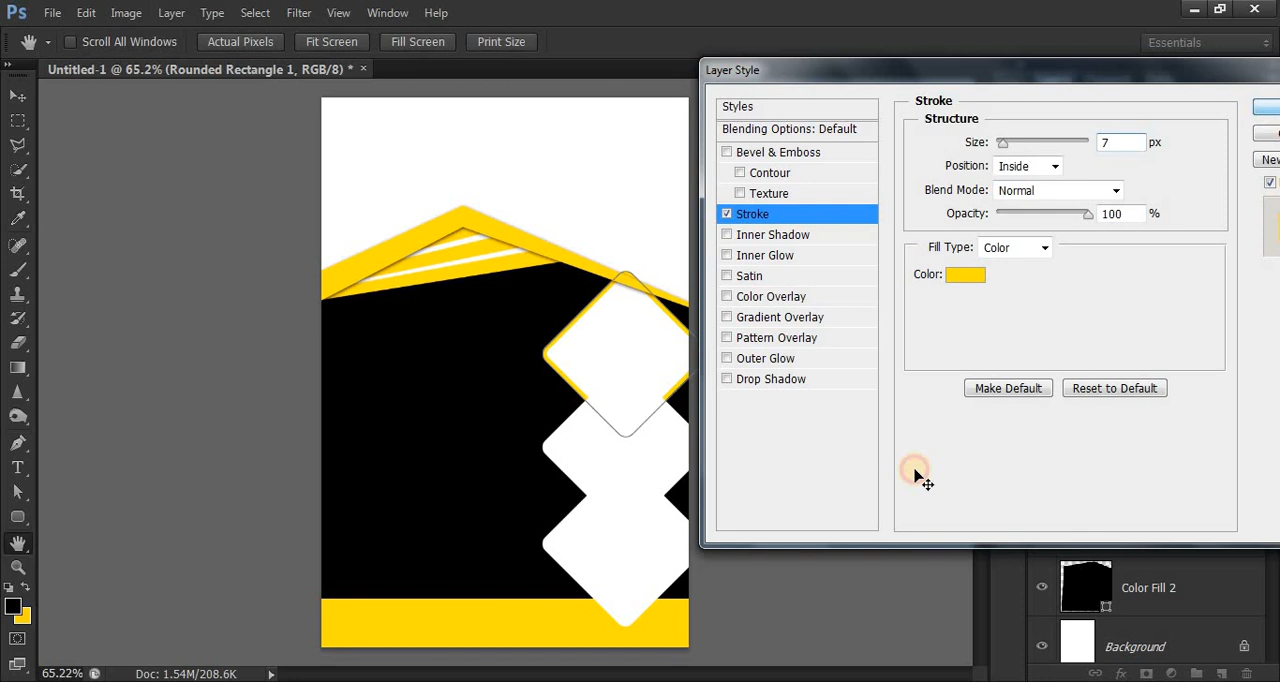 Ps File Edit Image Layer Type Select Filter View Window Help
Scroll All Windows Actual Pixels Fit Screen Fill Screen Print Size Essentials
Untitled-1 @ 65.2% (Rounded Rectangle 1, RGB/8) * ×
Layer Style
Styles
Blending Options: Default
Bevel & Emboss
Contour
Texture
Stroke
Inner Shadow
Inner Glow
Satin
Color Overlay
Gradient Overlay
Pattern Overlay
Outer Glow
Drop Shadow
Stroke
Structure
Size: 7 px
Position: Inside
Blend Mode: Normal
Opacity: 100 %
Fill Type: Color
Color:
Make Default Reset to Default
Color Fill 2
Background
65.22% Doc: 1.54M/208.6K